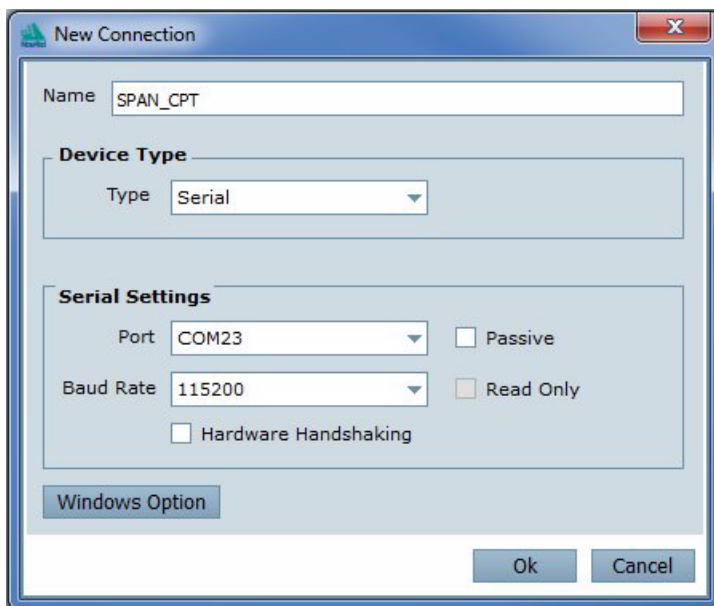 New Connection
Name SPAN_CPT
Device Type
Type Serial
Serial Settings
Port COM23 Passive
Baud Rate 115200 Read Only
Hardware Handshaking
Windows Option
Ok Cancel